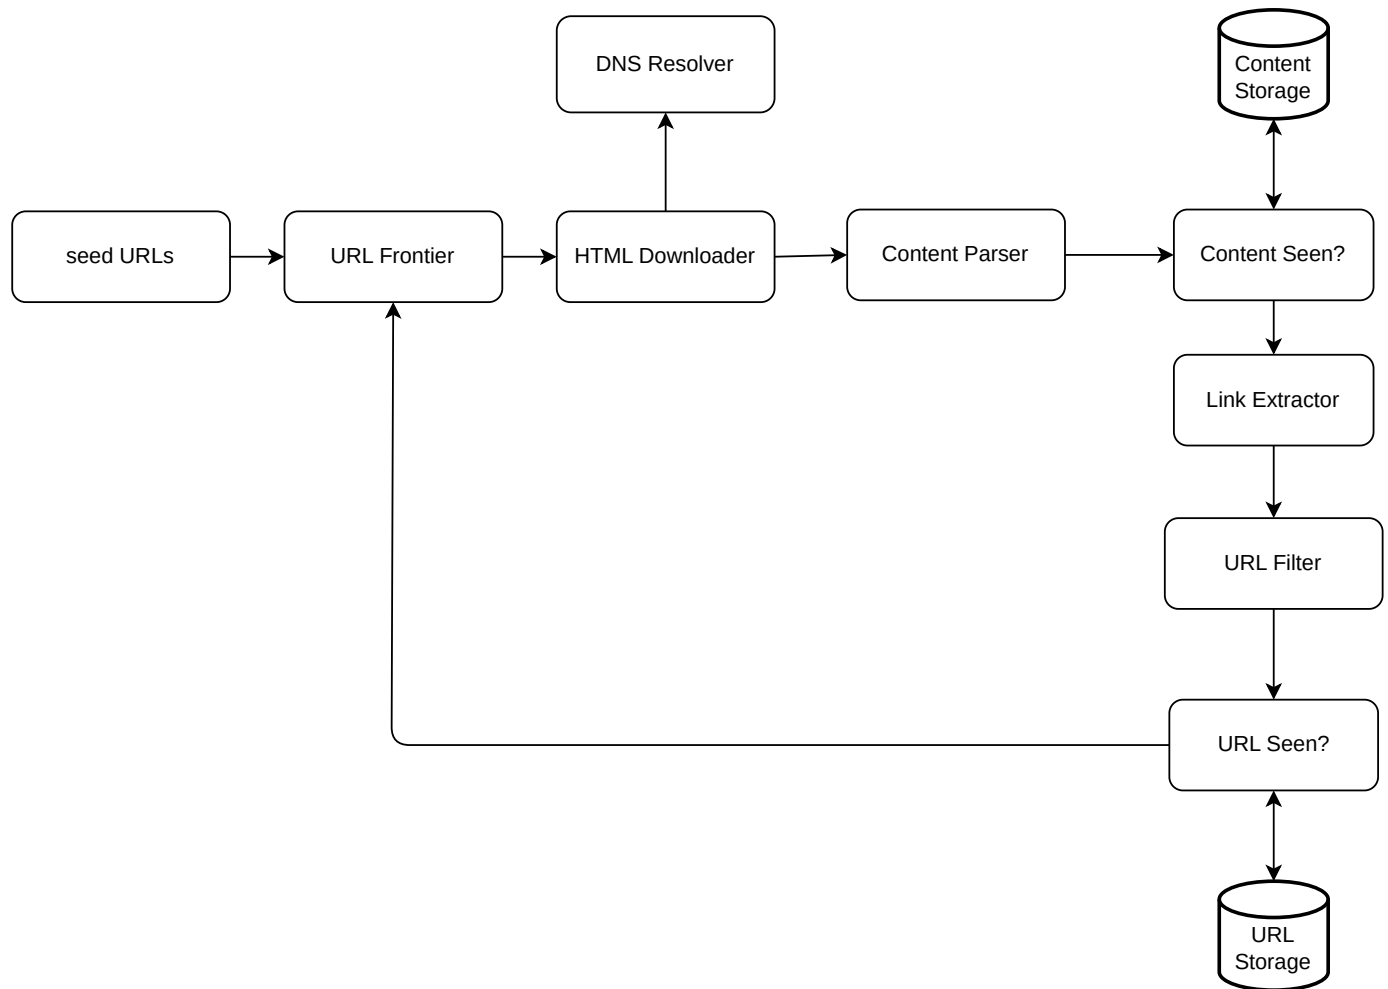 DNS Resolver
Content
Storage
seed URLs
URL Frontier
HTML Downloader
Content Parser
Content Seen?
Link Extractor
URL Filter
URL Seen?
URL
Storage